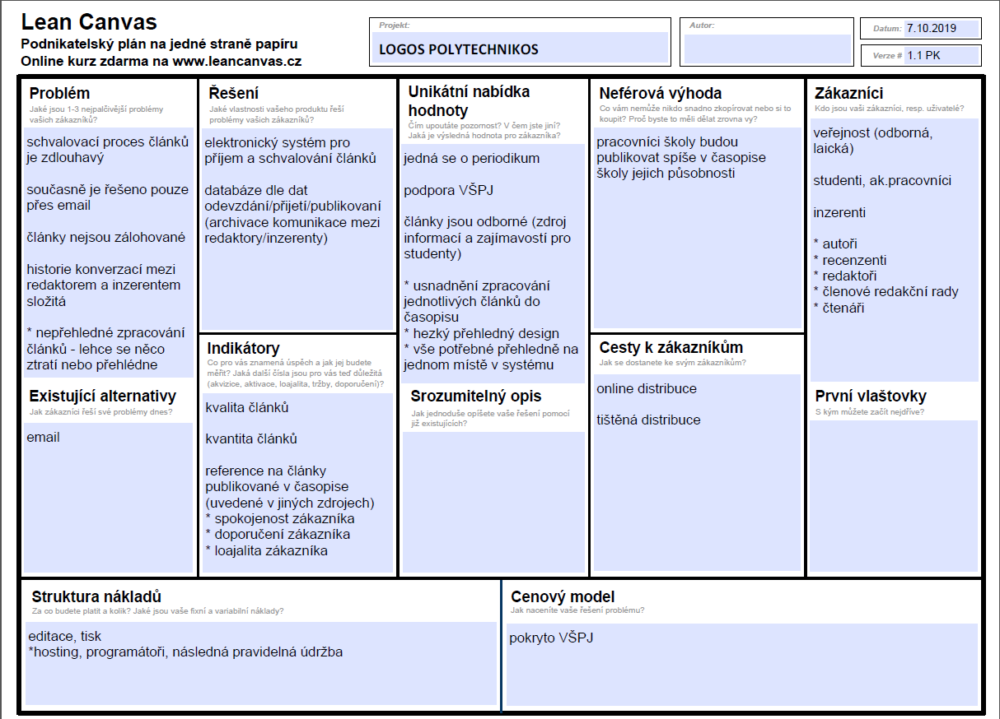 Lean Canvas
Podnikatelský plán na jedné straně papíru
Online kurz zdarma na www.leancanvas.cz
Projekt:
LOGOS POLYTECHNIKOS
Autor:
Datum: 7.10.2019
Verze # 1.1 PK
Problém
Jaké jsou 1-3 nejpalčivější problémy
vašich zákazníků?
schvalovací proces článků
je zdlouhavý
současně je řešeno pouze
přes email
články nejsou zálohované
historie konverzací mezi
redaktorem a inzerentem
složitá
* nepřehledné zpracování
článků - lehce se něco
ztratí nebo přehlédne
Existující alternativy
Jak zákazníci řeší své problémy dnes?
email
Řešení
Jaké vlastnosti vašeho produktu řeší
problémy vašich zákazníků?
elektronický systém pro
příjem a schvalování článků
databáze dle dat
odevzdání/přijetí/publikovaní
(archivace komunikace mezi
redaktory/inzerenty)
Indikátory
Co pro vás znamená úspěch a jak jej budete
měřit? Jaká další čísla jsou pro vás teď důležitá
(akvizice, aktivace, loajalita, tržby, doporučení)?
kvalita článků
kvantita článků
reference na články
publikované v časopise
(uvedené v jiných zdrojech)
* spokojenost zákazníka
* doporučení zákazníka
* loajalita zákazníka
Unikátní nabídka
hodnoty
Čím upoutáte pozornost? V čem jste jiní?
Jaká je výsledná hodnota pro zákazníka?
jedná se o periodikum
podpora VŠPJ
články jsou odborné (zdroj
informací a zajímavostí pro
studenty)
* usnadnění zpracování
jednotlivých článků do
časopisu
* hezký přehledný design
* vše potřebné přehledně na
jednom místě v systému
Srozumitelný opis
Jak jednoduše opíšete vaše řešení pomocí
již existujících?
Neférová výhoda
Co vám nemůže nikdo snadno zkopírovat nebo si to
koupit? Proč byste to měli dělat zrovna vy?
pracovníci školy budou
publikovat spíše v časopise
školy jejich působnosti
Cesty k zákazníkům
Jak se dostanete ke svým zákazníkům?
online distribuce
tištěná distribuce
Zákazníci
Kdo jsou vaši zákazníci, resp. uživatelé?
veřejnost (odborná,
laická)
studenti, ak.pracovníci
inzerenti
* autoři
* recenzenti
* redaktoři
* členové redakční rady
* čtenáři
První vlaštovky
S kým můžete začít nejdříve?
Struktura nákladů
Za co budete platit a kolik? Jaké jsou vaše fixní a variabilní náklady?
editace, tisk
*hosting, programátoři, následná pravidelná údržba
Cenový model
Jak naceníte vaše řešení problému?
pokryto VŠPJ